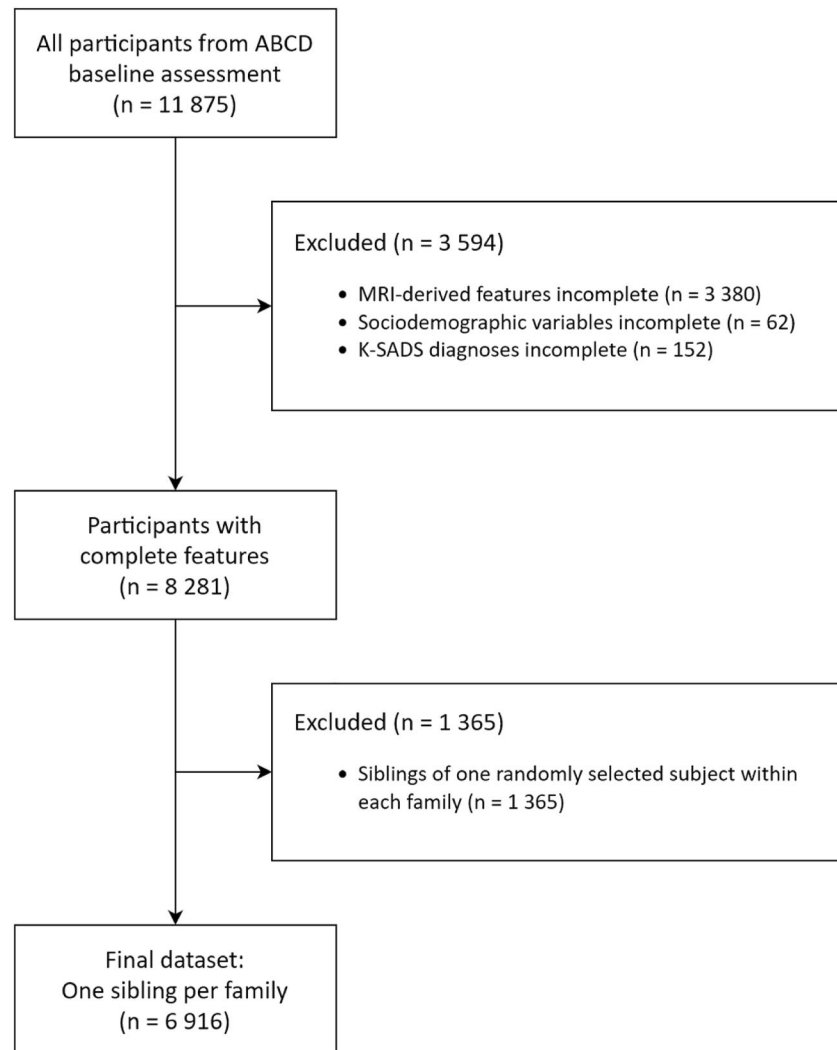 All participants from ABCD
baseline assessment
(n = 11 875)
Excluded (n = 3 594)
• MRI-derived features incomplete (n = 3 380)
• Sociodemographic variables incomplete (n = 62)
• K-SADS diagnoses incomplete (n = 152)
Participants with
complete features
(n = 8 281)
Excluded (n = 1 365)
• Siblings of one randomly selected subject within
each family (n = 1 365)
Final dataset:
One sibling per family
(n = 6 916)